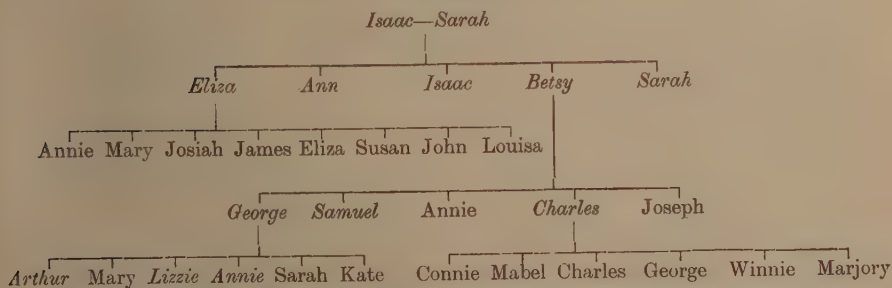 Isaac—Sarah
Eliza Ann Isaac Betsy Sarah
Annie Mary Josiah James Eliza Susan John Louisa
George Samuel Annie Charles Joseph
Arthur Mary Lizzie Annie Sarah Kate Connie Mabel Charles George Winnie Marjory